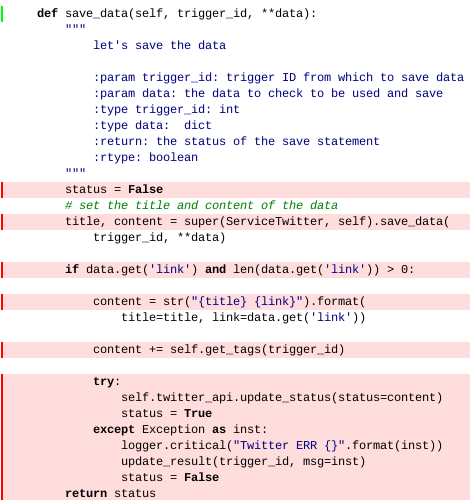 def save_data(self, trigger_id, **data):
    """
        let's save the data

        :param trigger_id: trigger ID from which to save data
        :param data: the data to check to be used and save
        :type trigger_id: int
        :type data:  dict
        :return: the status of the save statement
        :rtype: boolean
    """
    status = False
    # set the title and content of the data
    title, content = super(ServiceTwitter, self).save_data(
        trigger_id, **data)

    if data.get('link') and len(data.get('link')) > 0:

        content = str("{title} {link}").format(
            title=title, link=data.get('link'))

        content += self.get_tags(trigger_id)

        try:
            self.twitter_api.update_status(status=content)
            status = True
        except Exception as inst:
            logger.critical("Twitter ERR {}".format(inst))
            update_result(trigger_id, msg=inst)
            status = False
    return status